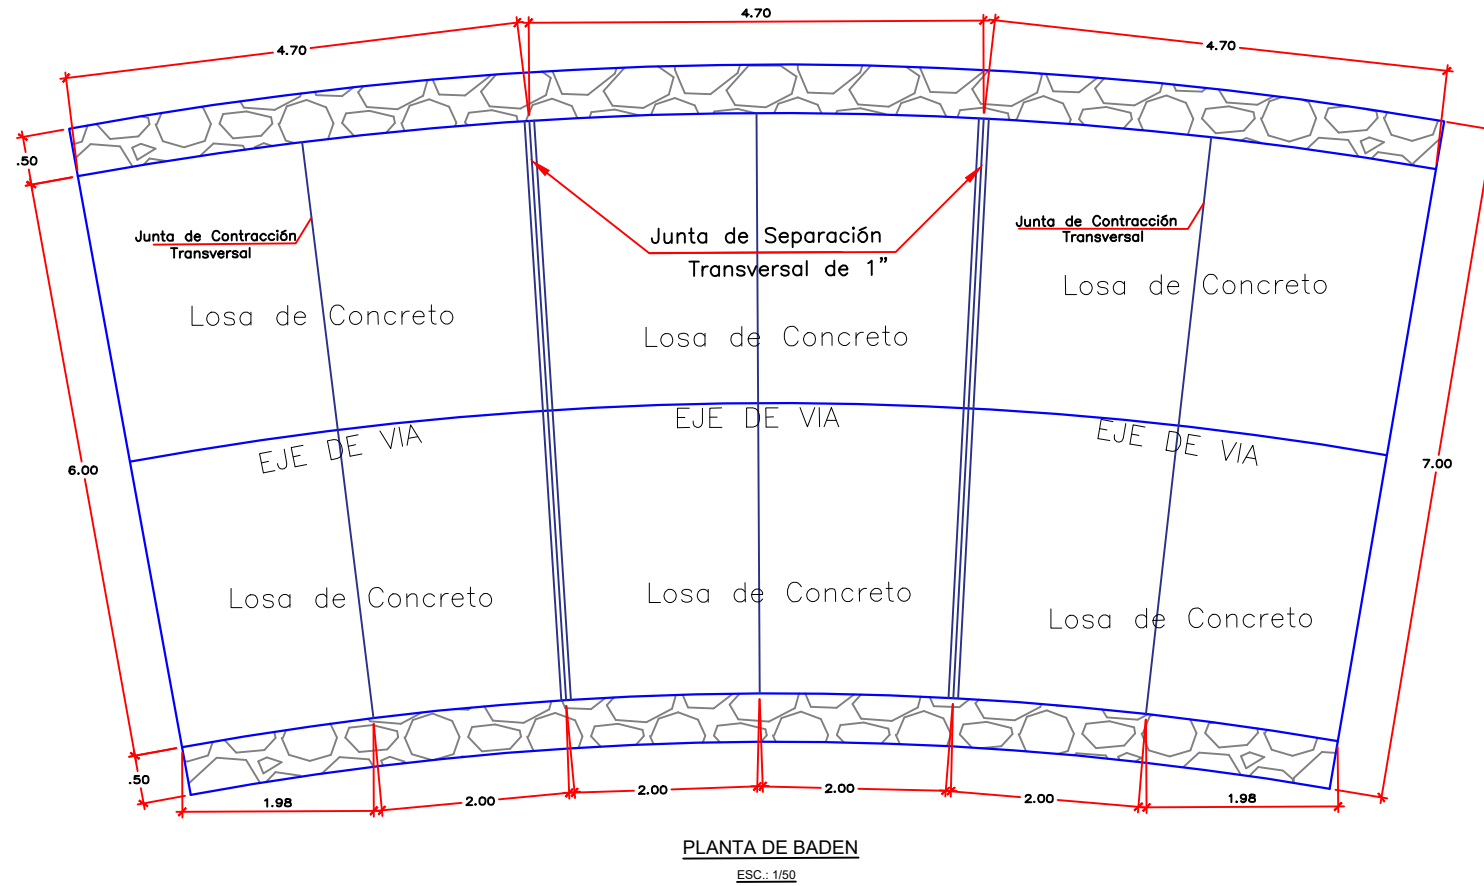 4.70
4.70
4.70
.50
Junta de Contracción
Transversal
Junta de Separación
Transversal de 1"
Junta de Contracción
Transversal
Losa de Concreto
Losa de Concreto
Losa de Concreto
EJE DE VIA
EJE DE VIA
EJE DE VIA
6.00
7.00
Losa de Concreto
Losa de Concreto
Losa de Concreto
.50
1.98
2.00
2.00
2.00
2.00
1.98
PLANTA DE BADEN
ESC.: 1/50